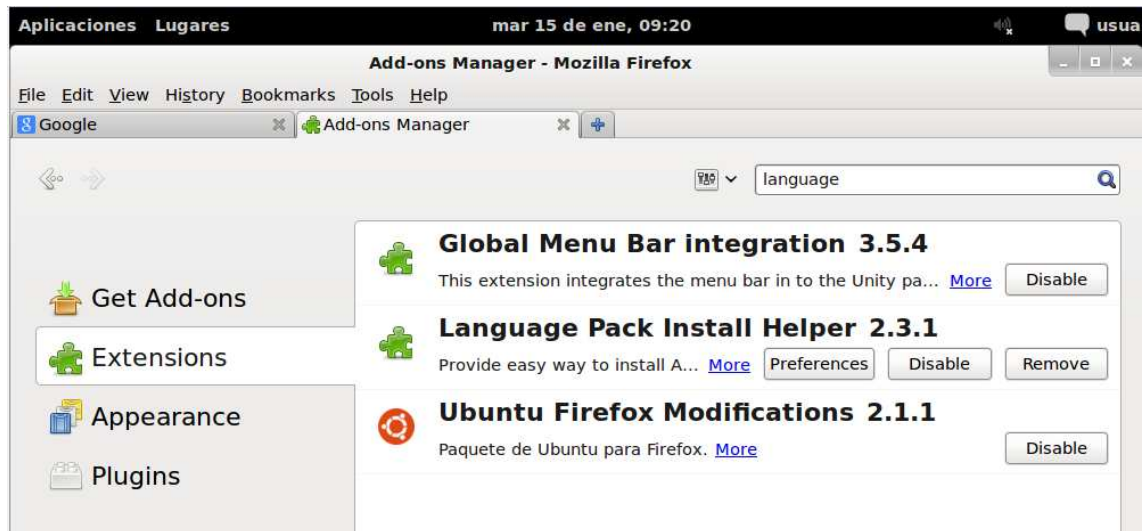 Aplicaciones Lugares mar 15 de ene, 09:20 usua
Add-ons Manager - Mozilla Firefox
File Edit View History Bookmarks Tools Help
Google Add-ons Manager
language
Get Add-ons
Extensions
Appearance
Plugins
Global Menu Bar integration 3.5.4
This extension integrates the menu bar in to the Unity pa... More Disable
Language Pack Install Helper 2.3.1
Provide easy way to install A... More Preferences Disable Remove
Ubuntu Firefox Modifications 2.1.1
Paquete de Ubuntu para Firefox. More Disable